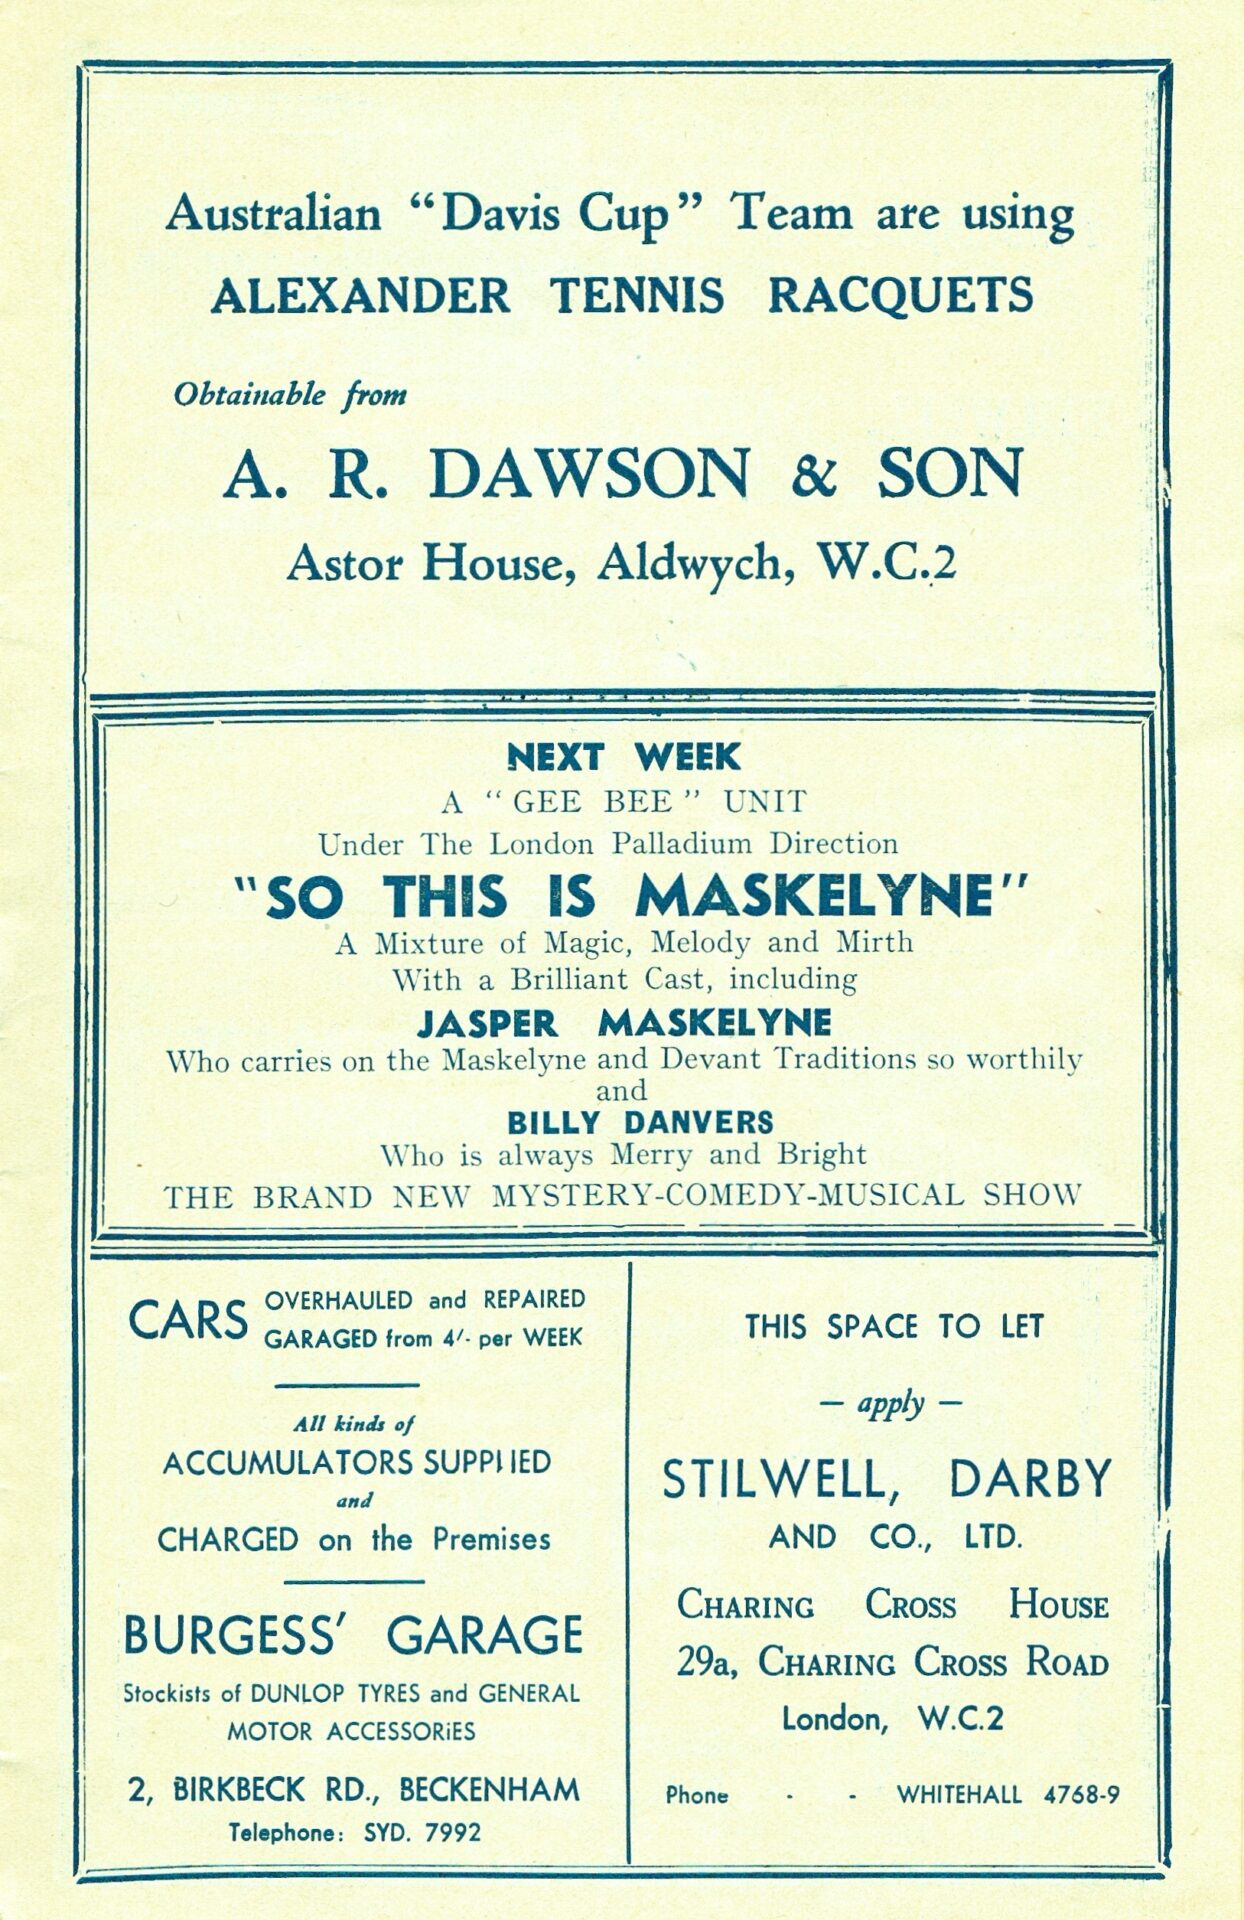 Australian “Davis Cup” Team are using
ALEXANDER TENNIS RACQUETS
Obtainable from
A. R. DAWSON & SON
Astor House, Aldwych, W.C.2
NEXT WEEK
A “GEE BEE” UNIT
Under The London Palladium Direction
"SO THIS IS MASKELYNE"
A Mixture of Magic, Melody and Mirth
With a Brilliant Cast, including
JASPER MASKELYNE
Who carries on the Maskelyne and Devant Traditions so worthily
and
BILLY DANVERS
Who is always Merry and Bright
THE BRAND NEW MYSTERY-COMEDY-MUSICAL SHOW
CARS OVERHAULED and REPAIRED
GARAGED from 4/- per WEEK
All kinds of
ACCUMULATORS SUPPLIED
and
CHARGED on the Premises
BURGESS' GARAGE
Stockists of DUNLOP TYRES and GENERAL
MOTOR ACCESSORiES
2, BIRKBECK RD., BECKENHAM
Telephone: SYD. 7992
THIS SPACE TO LET
— apply —
STILWELL, DARBY
AND CO., LTD.
CHARING CROSS HOUSE
29a, CHARING CROSS ROAD
London, W.C.2
Phone - - WHITEHALL 4768-9